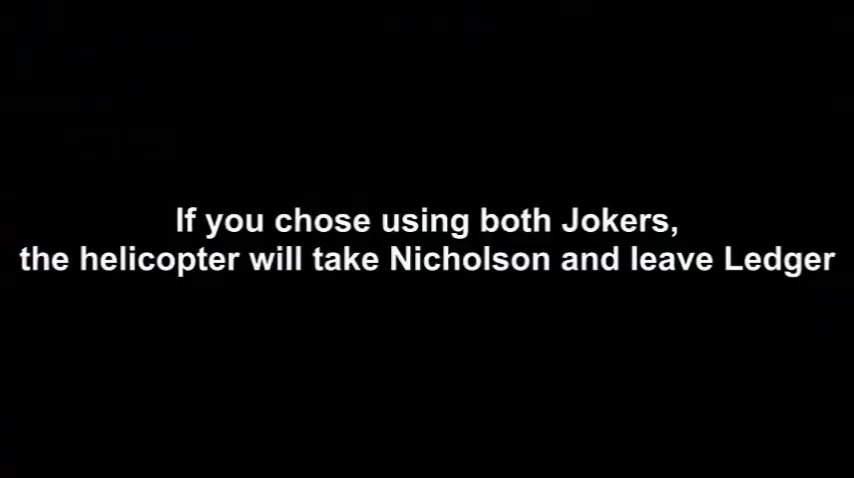 If you chose using both Jokers,
the helicopter will take Nicholson and leave Ledger